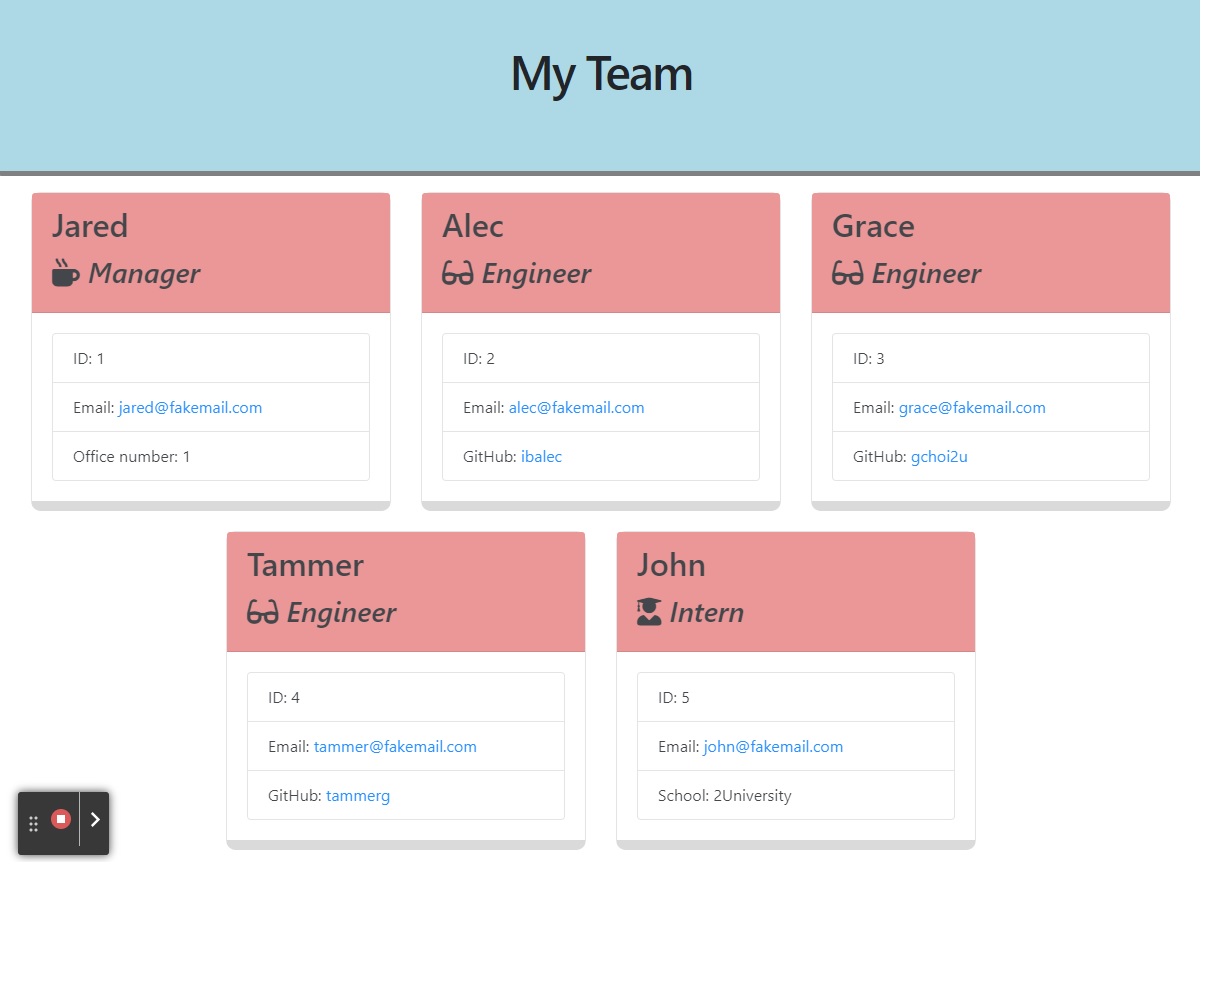 My Team
Jared
Manager
ID: 1
Email: jared@fakemail.com
Office number: 1
Alec
Engineer
ID: 2
Email: alec@fakemail.com
GitHub: ibalec
Grace
Engineer
ID: 3
Email: grace@fakemail.com
GitHub: gchoi2u
Tammer
Engineer
ID: 4
Email: tammer@fakemail.com
GitHub: tammerg
John
Intern
ID: 5
Email: john@fakemail.com
School: 2University